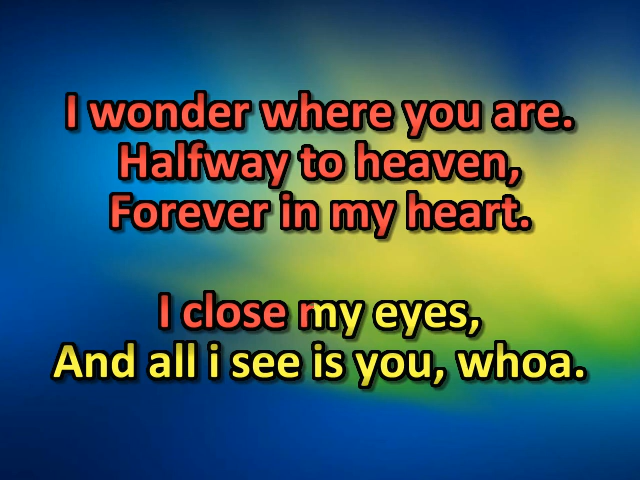 I wonder where you are.
Halfway to heaven,
Forever in my heart.
I close my eyes,
And all i see is you, whoa.